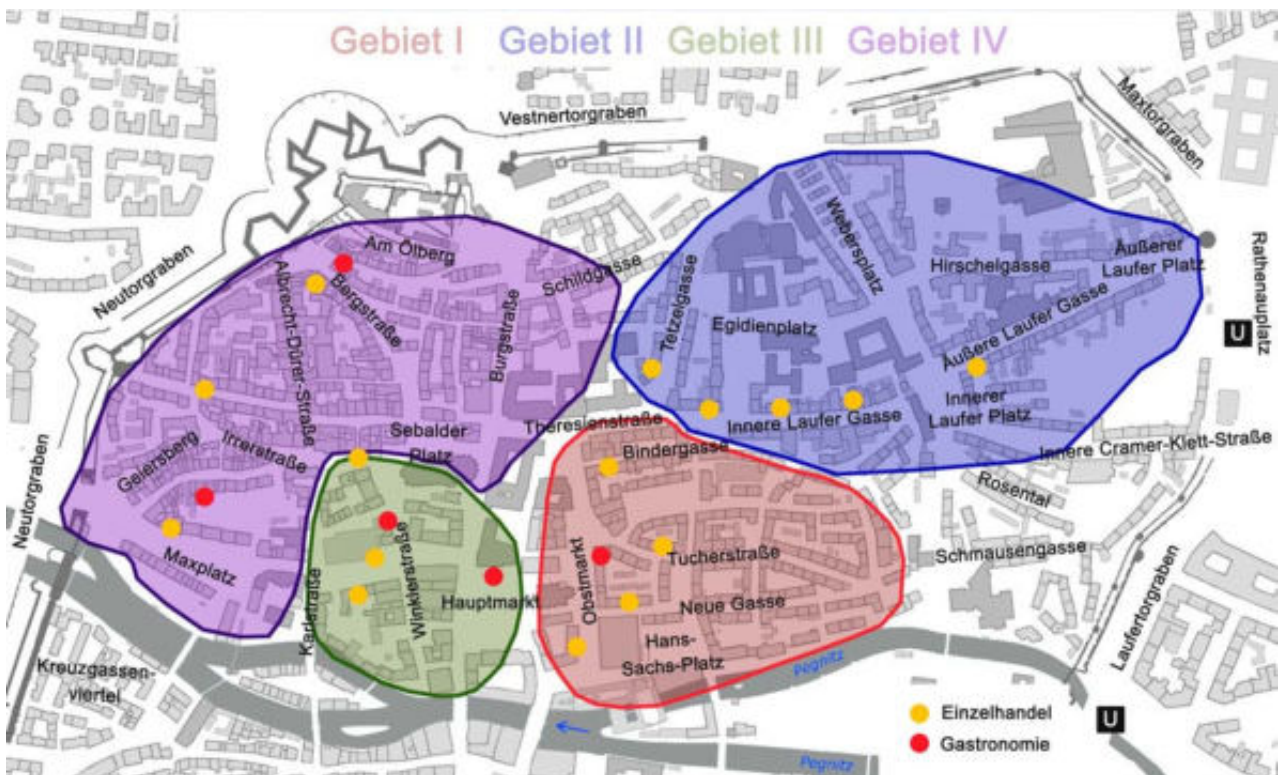 Gebiet I Gebiet II Gebiet III Gebiet IV
Vestnertorgraben
Maxtorgraben
Neutorgraben
Am Ölberg
Albrecht-Dürer-Straße
Bergstraße
Schildgasse
Burgstraße
Webersplatz
Hirschelgasse
Äußerer
Laufer Platz
Rathenauplatz
U
Tetzelgasse
Egidienplatz
Äußere Laufer Gasse
Innerer
Laufer Platz
Innere Laufer Gasse
Theresienstraße
Bindergasse
Innere Cramer-Klett-Straße
Sebalder
Platz
Geiersberg
Irrerstraße
Neutorgraben
Maxplatz
Rosental
Schmausengasse
Tucherstraße
Obstmarkt
Neue Gasse
Winklerstraße
Hauptmarkt
Karlstraße
Hans-
Sachs-Platz
Pegnitz
Laufertorgraben
Kreuzgassen-
viertel
Einzelhandel
Gastronomie
U
Pegnitz